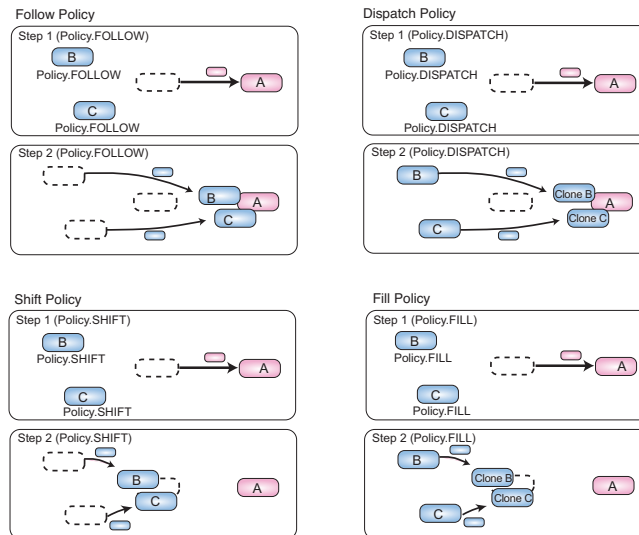 Follow Policy
Step 1 (Policy.FOLLOW)
B
Policy.FOLLOW
A
C
Policy.FOLLOW
Step 2 (Policy.FOLLOW)
B
A
C
Dispatch Policy
Step 1 (Policy.DISPATCH)
B
Policy.DISPATCH
A
C
Policy.DISPATCH
Step 2 (Policy.DISPATCH)
B
Clone B
A
Clone C
C
Shift Policy
Step 1 (Policy.SHIFT)
B
Policy.SHIFT
A
C
Policy.SHIFT
Step 2 (Policy.SHIFT)
B
A
C
Fill Policy
Step 1 (Policy.FILL)
B
Policy.FILL
A
C
Policy.FILL
Step 2 (Policy.FILL)
B
Clone B
A
Clone C
C